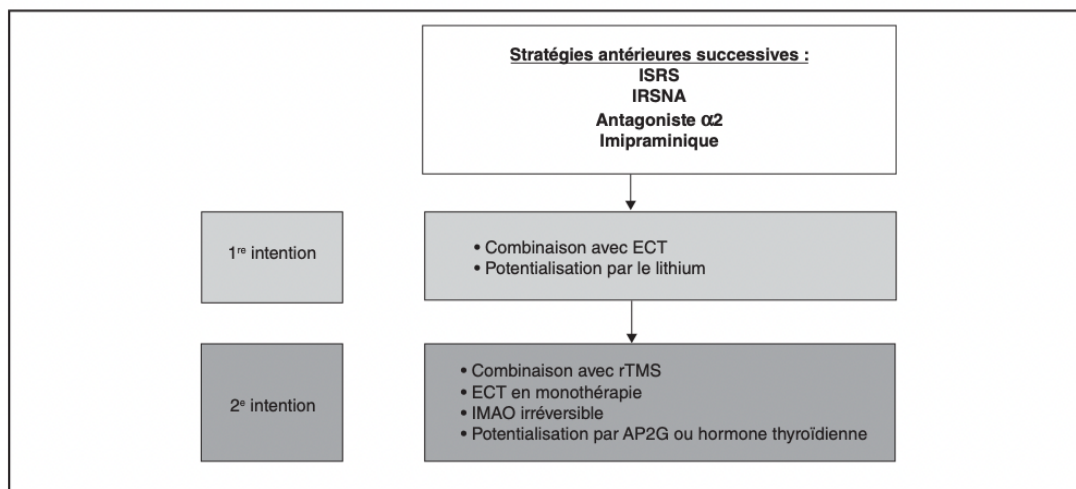 Stratégies antérieures successives :
ISRS
IRSNA
Antagoniste α2
Imipraminique
1re intention
• Combinaison avec ECT
• Potentialisation par le lithium
2e intention
• Combinaison avec rTMS
• ECT en monothérapie
• IMAO irréversible
• Potentialisation par AP2G ou hormone thyroïdienne